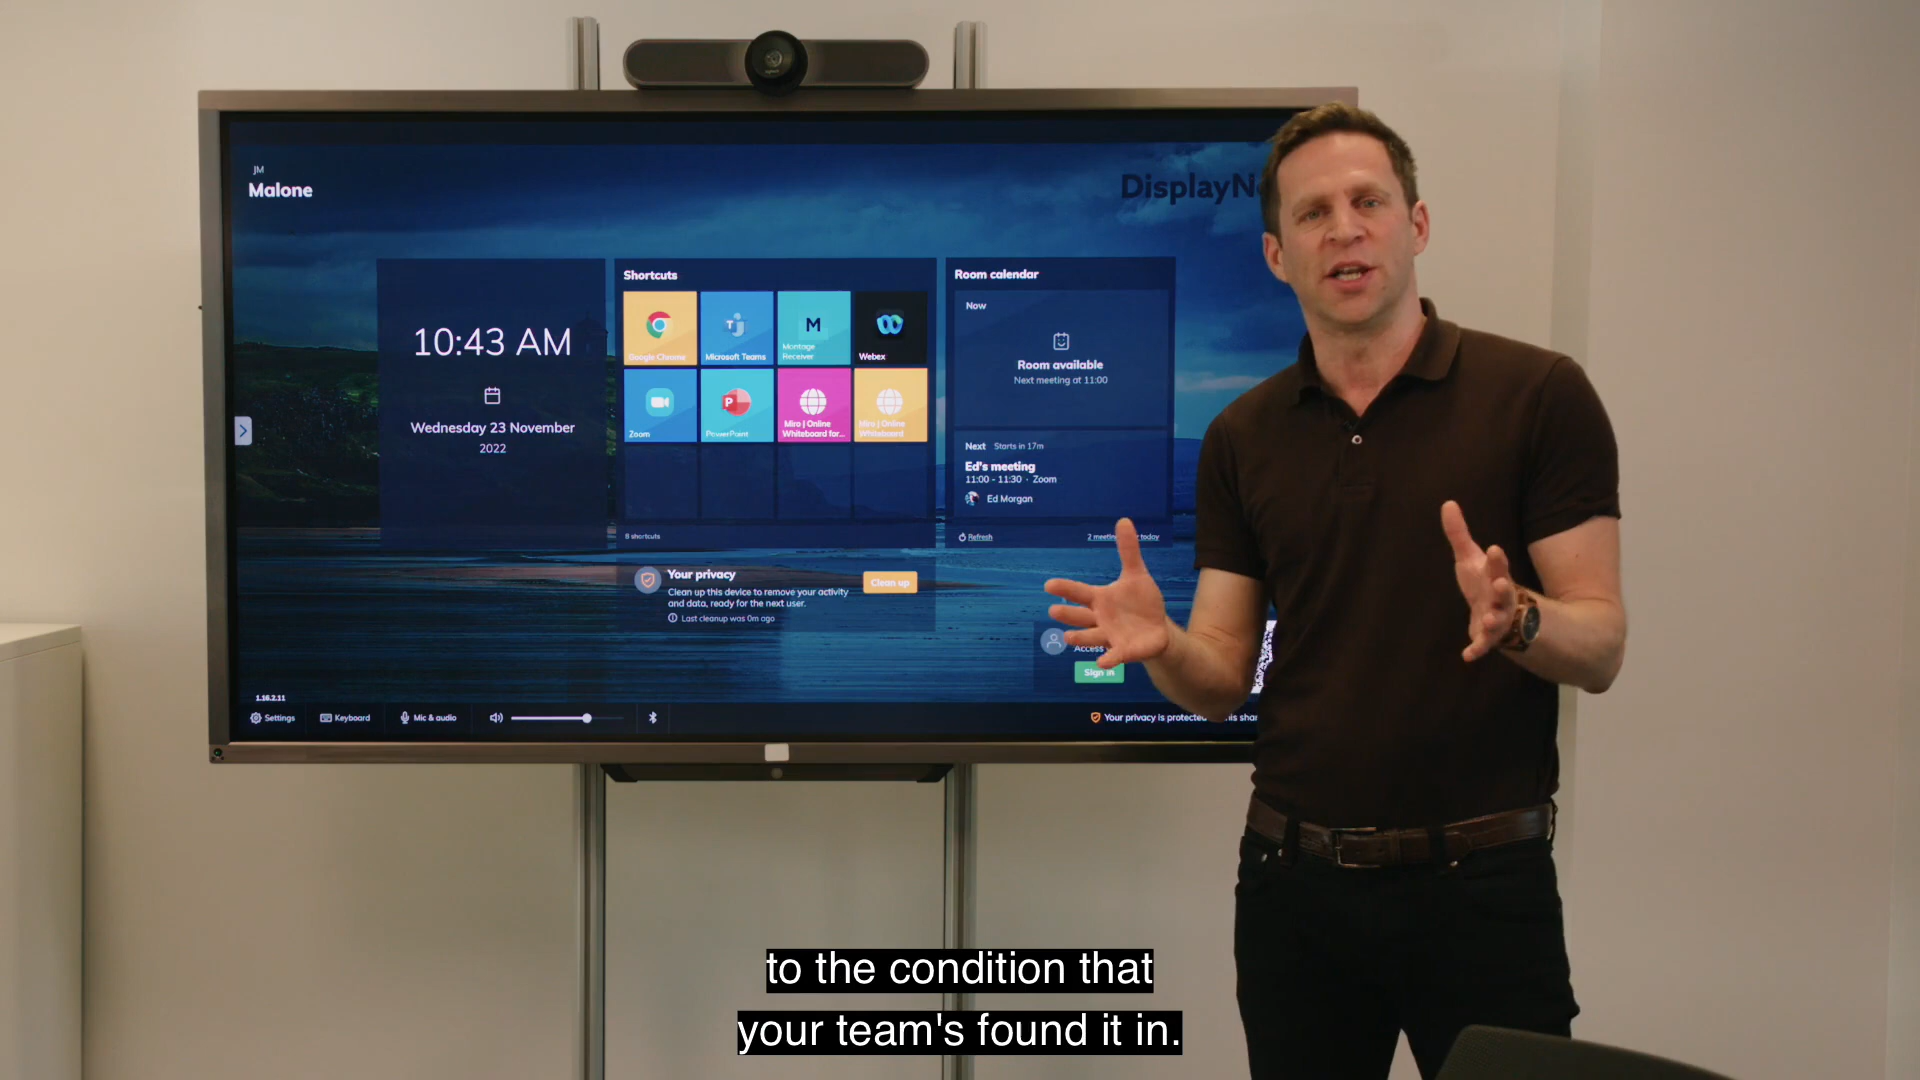 JM
Malone
DisplayN
10:43 AM
Wednesday 23 November
2022
Shortcuts
Google Chrome
Microsoft Teams
M
Montage
Receiver
Webex
Zoom
PowerPoint
Miro | Online
Whiteboard for...
Miro | Online
Whiteboard
8 shortcuts
Room calendar
Now
Room available
Next meeting at 11:00
Next Starts in 17m
Ed's meeting
11:00 - 11:30 · Zoom
Ed Morgan
Refresh
today
Your privacy
Clean up this device to remove your activity
and data, ready for the next user.
Last cleanup was 0m ago
Clean up
Access
Sign in
1.16.2.11
Settings
Keyboard
Mic & audio
Your privacy is protected
to the condition that
your team's found it in.